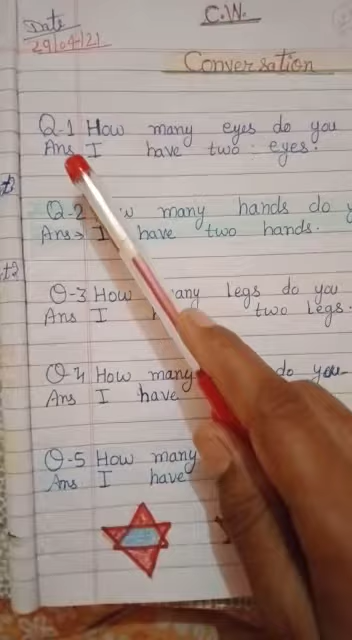 Date
29/04/21
C.W.
Conversation
Q-1 How many eyes do you
Ans I have two eyes.
Q-2 many hands do y
Ans→ I have two hands.
Q-3 How any legs do you
Ans I two legs.
Q-4 How many do you
Ans I have
Q-5 How many
Ans I have